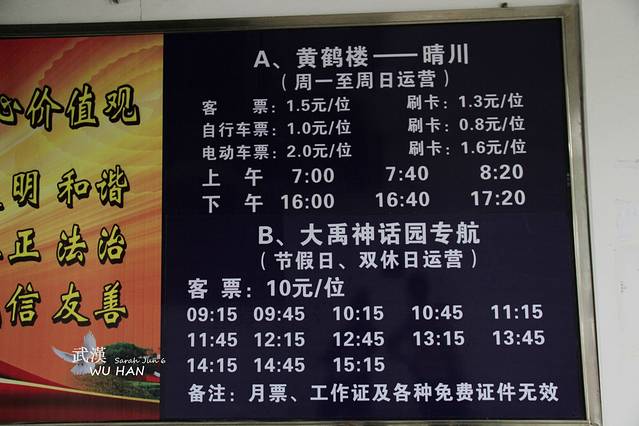 心价值观
明 和谐
正 法治
信 友善
武漢 Sarah Jun'6
WU HAN
A、黄鹤楼——晴川
（周一至周日运营）
客 票：1.5元/位 刷卡：1.3元/位
自行车票：1.0元/位 刷卡：0.8元/位
电动车票：2.0元/位 刷卡：1.6元/位
上 午 7:00 7:40 8:20
下 午 16:00 16:40 17:20
B、大禹神话园专航
（节假日、双休日运营）
客 票：10元/位
09:15 09:45 10:15 10:45 11:15
11:45 12:15 12:45 13:15 13:45
14:15 14:45 15:15
备注：月票、工作证及各种免费证件无效